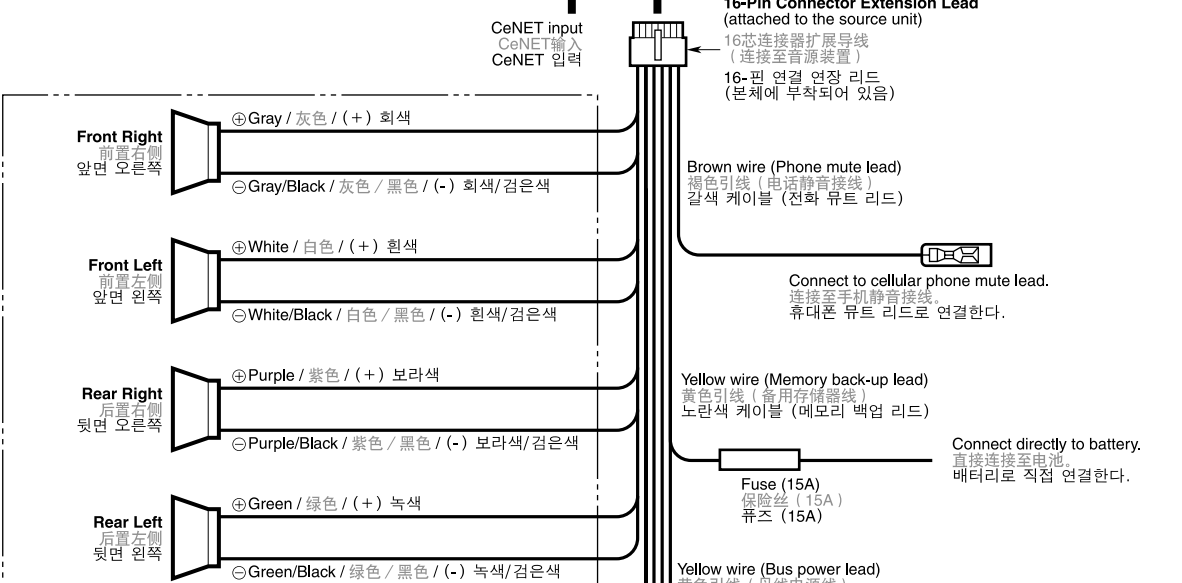 16-Pin Connector Extension Lead
(attached to the source unit)
16芯连接器扩展导线
（连接至音源装置）
16-핀 연결 연장 리드
(본체에 부착되어 있음)
CeNET input
CeNET输入
CeNET 입력
Front Right
前置右侧
앞면 오른쪽
⊕Gray / 灰色 / (+) 회색
⊖Gray/Black / 灰色 / 黑色 / (-) 회색/검은색
Brown wire (Phone mute lead)
褐色引线（电话静音接线）
갈색 케이블 (전화 뮤트 리드)
Front Left
前置左侧
앞면 왼쪽
⊕White / 白色 / (+) 흰색
⊖White/Black / 白色 / 黑色 / (-) 흰색/검은색
Connect to cellular phone mute lead.
连接至手机静音接线。
휴대폰 뮤트 리드로 연결한다.
Rear Right
后置右侧
뒷면 오른쪽
⊕Purple / 紫色 / (+) 보라색
⊖Purple/Black / 紫色 / 黑色 / (-) 보라색/검은색
Yellow wire (Memory back-up lead)
黄色引线（备用存储器线）
노란색 케이블 (메모리 백업 리드)
Connect directly to battery.
直接连接至电池。
배터리로 직접 연결한다.
Fuse (15A)
保险丝（15A）
퓨즈 (15A)
Rear Left
后置左侧
뒷면 왼쪽
⊕Green / 绿色 / (+) 녹색
⊖Green/Black / 绿色 / 黑色 / (-) 녹색/검은색
Yellow wire (Bus power lead)
黄色引线（母线电源线）